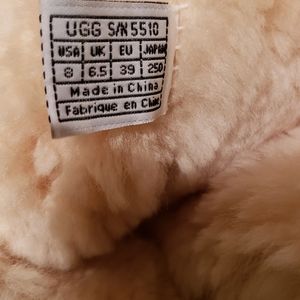 UGG S/N 5510
USA UK EU JAPAN
8 6.5 39 250
Made in China
Fabrique en Chine